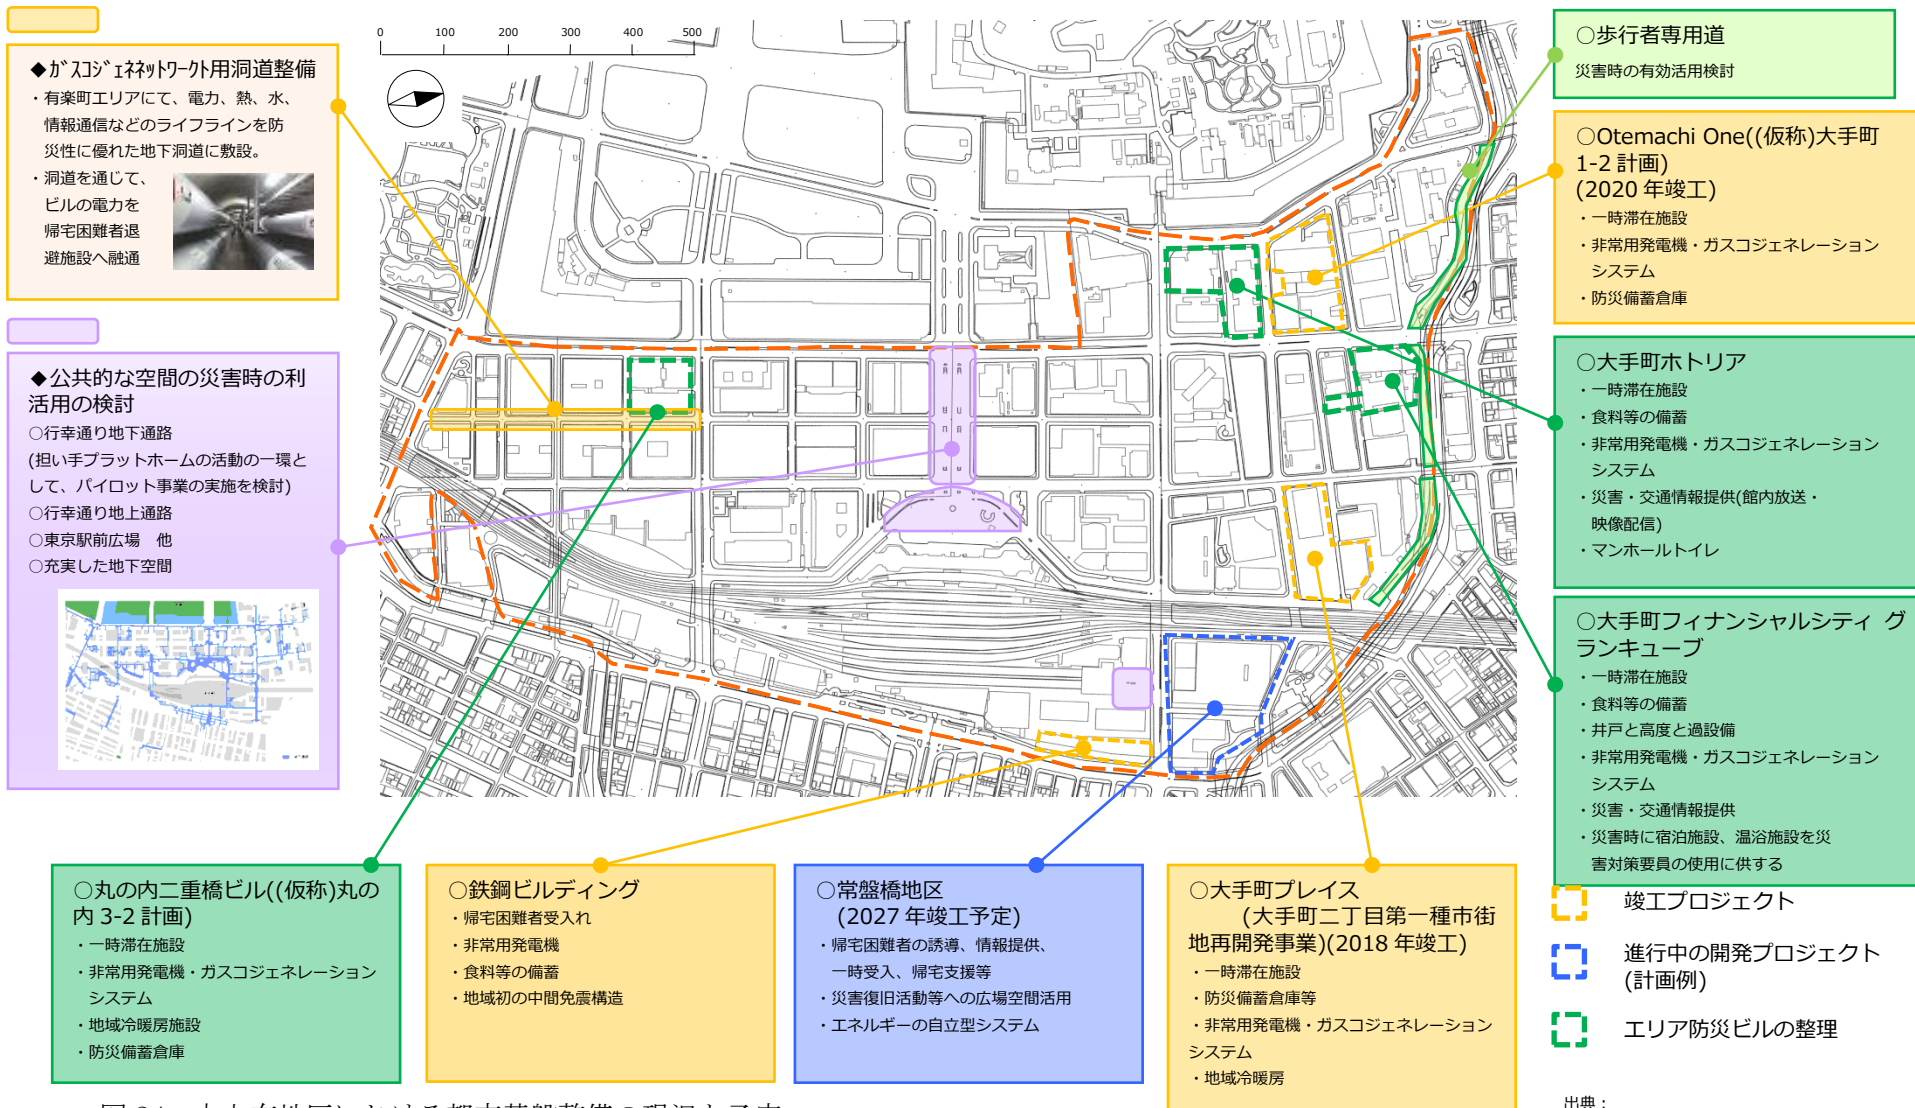 ◆ｶﾞｽｺｼﾞｪﾈﾈｯﾄﾜｰｸﾄ用洞道整備
・有楽町エリアにて、電力、熱、水、
情報通信などのライフラインを防
災性に優れた地下洞道に敷設。
・洞道を通じて、
ビルの電力を
帰宅困難者退
避施設へ融通
◆公共的な空間の災害時の利
活用の検討
○行幸通り地下通路
(担い手プラットホームの活動の一環と
して、パイロット事業の実施を検討)
○行幸通り地上通路
○東京駅前広場　他
○充実した地下空間
0 100 200 300 400 500
○歩行者専用道
災害時の有効活用検討
○Otemachi One((仮称)大手町
1-2 計画)
(2020 年竣工)
・一時滞在施設
・非常用発電機・ガスコジェネレーション
システム
・防災備蓄倉庫
○大手町ホトリア
・一時滞在施設
・食料等の備蓄
・非常用発電機・ガスコジェネレーション
システム
・災害・交通情報提供(館内放送・
映像配信)
・マンホールトイレ
○大手町フィナンシャルシティ グ
ランキューブ
・一時滞在施設
・食料等の備蓄
・井戸と高度と過設備
・非常用発電機・ガスコジェネレーション
システム
・災害・交通情報提供
・災害時に宿泊施設、温浴施設を災
害対策要員の使用に供する
○丸の内二重橋ビル((仮称)丸の
内 3-2 計画)
・一時滞在施設
・非常用発電機・ガスコジェネレーション
システム
・地域冷暖房施設
・防災備蓄倉庫
○鉄鋼ビルディング
・帰宅困難者受入れ
・非常用発電機
・食料等の備蓄
・地域初の中間免震構造
○常盤橋地区
(2027 年竣工予定)
・帰宅困難者の誘導、情報提供、
一時受入、帰宅支援等
・災害復旧活動等への広場空間活用
・エネルギーの自立型システム
○大手町プレイス
(大手町二丁目第一種市街
地再開発事業)(2018 年竣工)
・一時滞在施設
・防災備蓄倉庫等
・非常用発電機・ガスコジェネレーション
システム
・地域冷暖房
竣工プロジェクト
進行中の開発プロジェクト
(計画例)
エリア防災ビルの整理
出典：